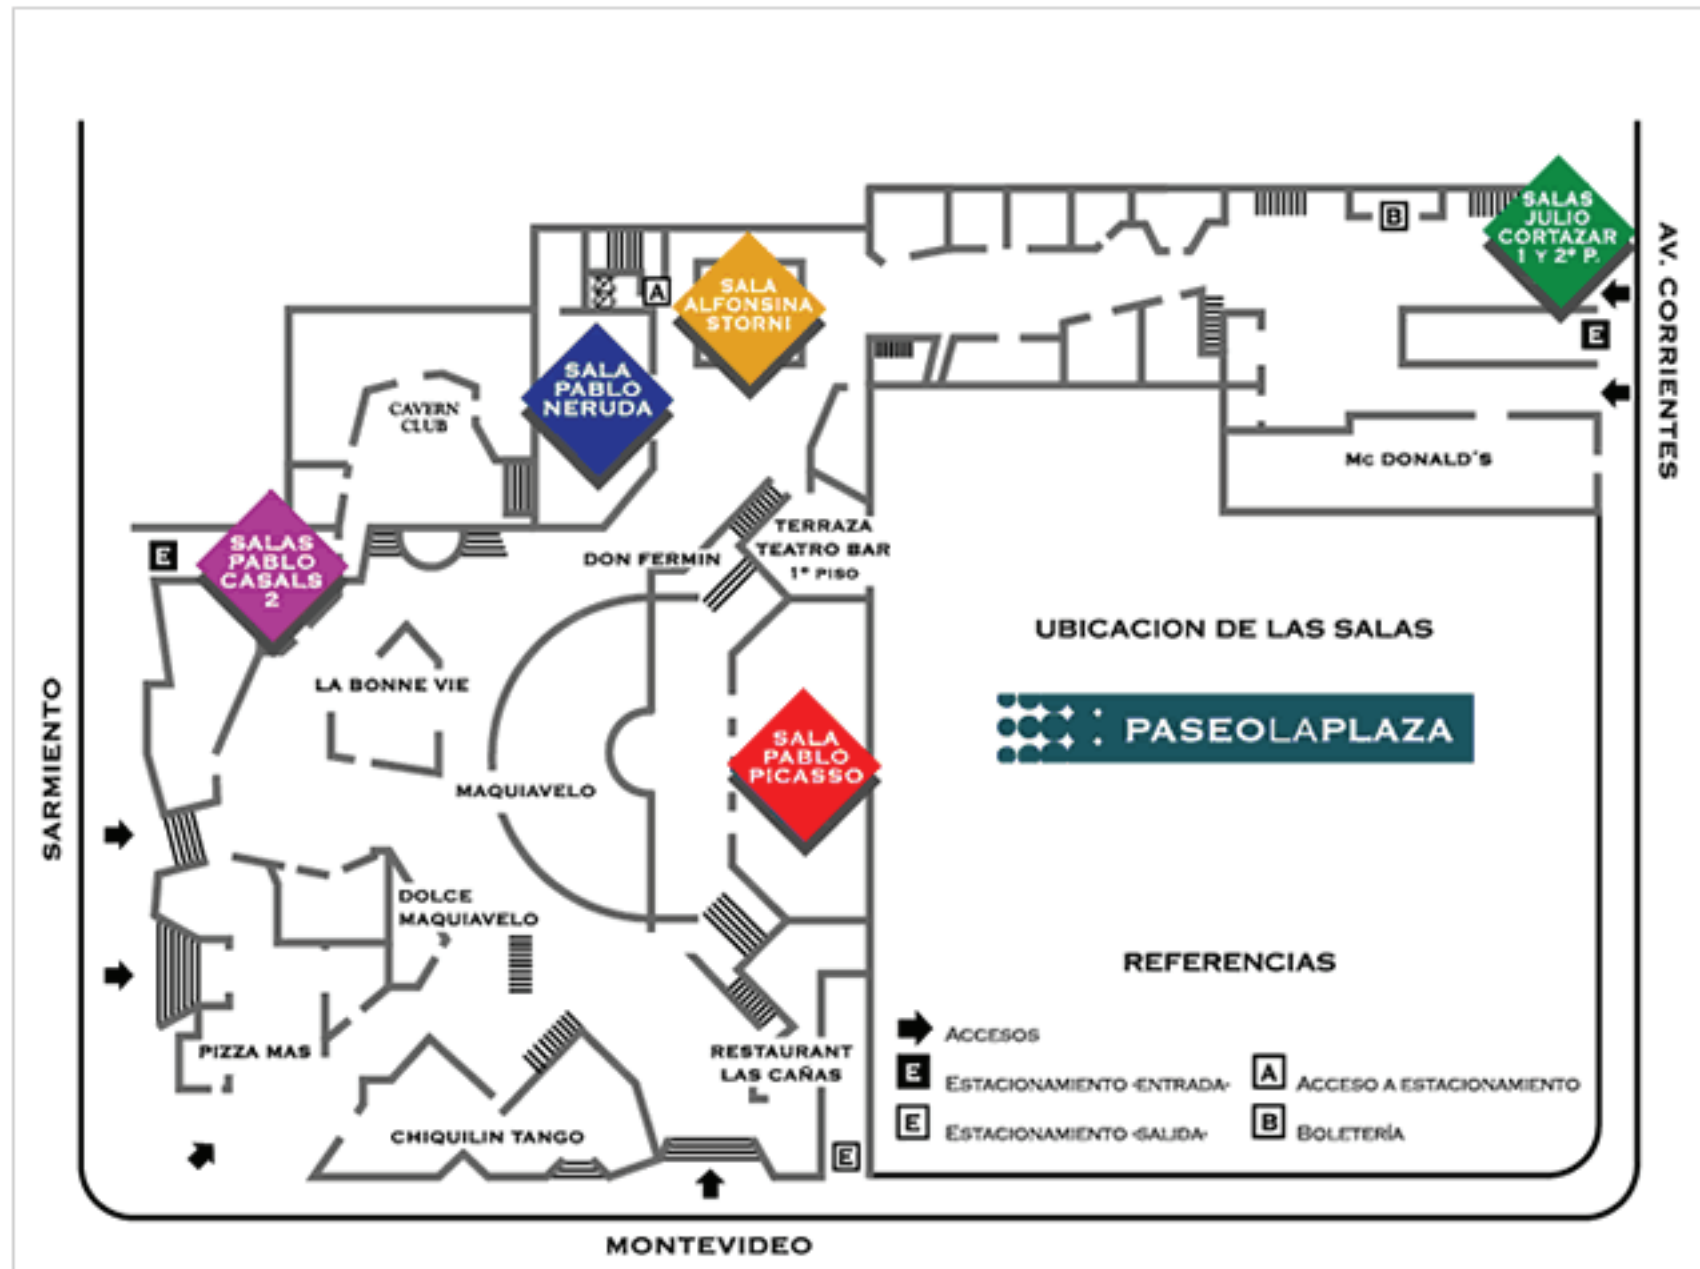 SALAS
JULIO
CORTAZAR
1 Y 2° P.
B
AV. CORRIENTES
E
SALA
ALFONSINA
STORNI
A
SALA
PABLO
NERUDA
CAVERN
CLUB
MC DONALD´S
SALAS
PABLO
CASALS
2
E
DON FERMIN
TERRAZA
TEATRO BAR
1° PISO
UBICACION DE LAS SALAS
PASEOLAPLAZA
LA BONNE VIE
SALA
PABLO
PICASSO
MAQUIAVELO
SARMIENTO
DOLCE
MAQUIAVELO
PIZZA MAS
RESTAURANT
LAS CAÑAS
CHIQUILIN TANGO
E
REFERENCIAS
ACCESOS
E ESTACIONAMIENTO -ENTRADA-
A ACCESO A ESTACIONAMIENTO
E ESTACIONAMIENTO -SALIDA-
B BOLETERÍA
MONTEVIDEO